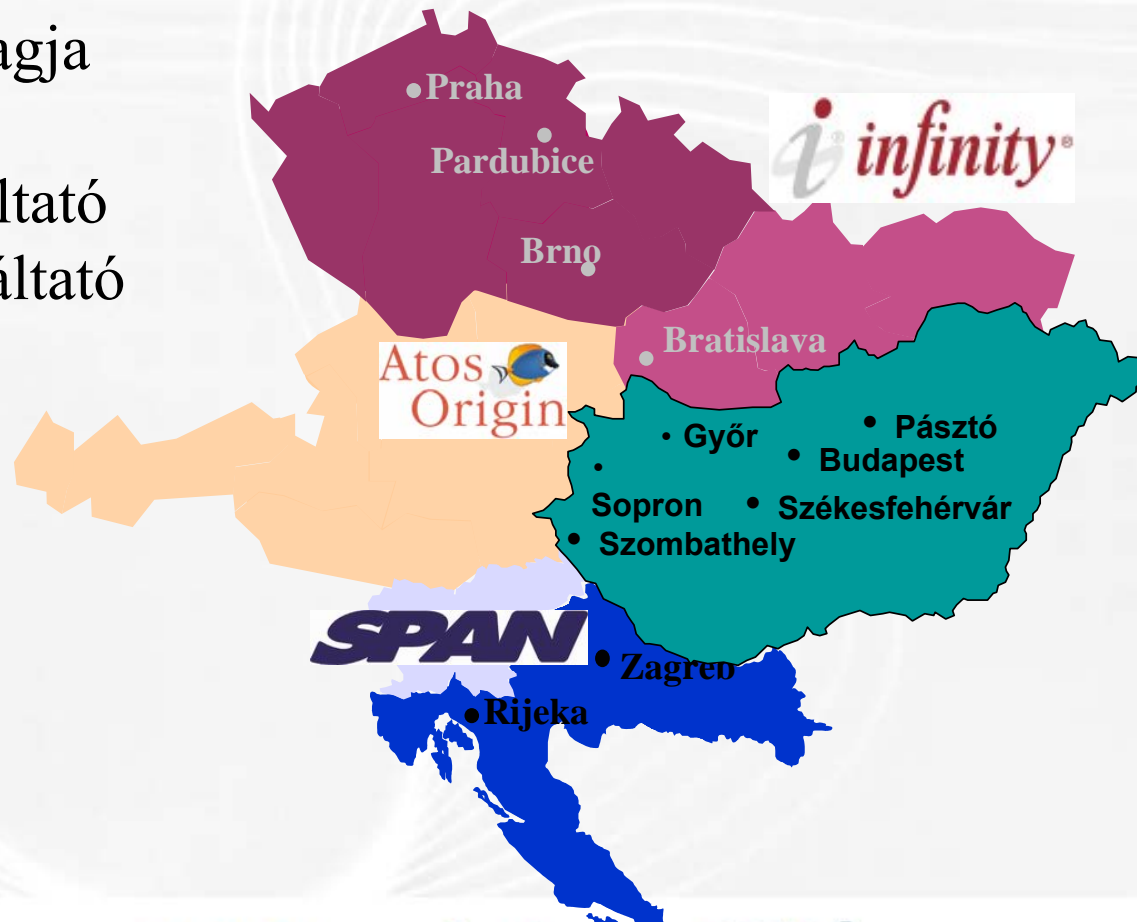 agja
ltató
áltató
Praha
Pardubice
infinity®
Brno
Bratislava
Atos
Origin
Győr
Pásztó
Budapest
Sopron
Székesfehérvár
Szombathely
SPAN
Zagreb
Rijeka